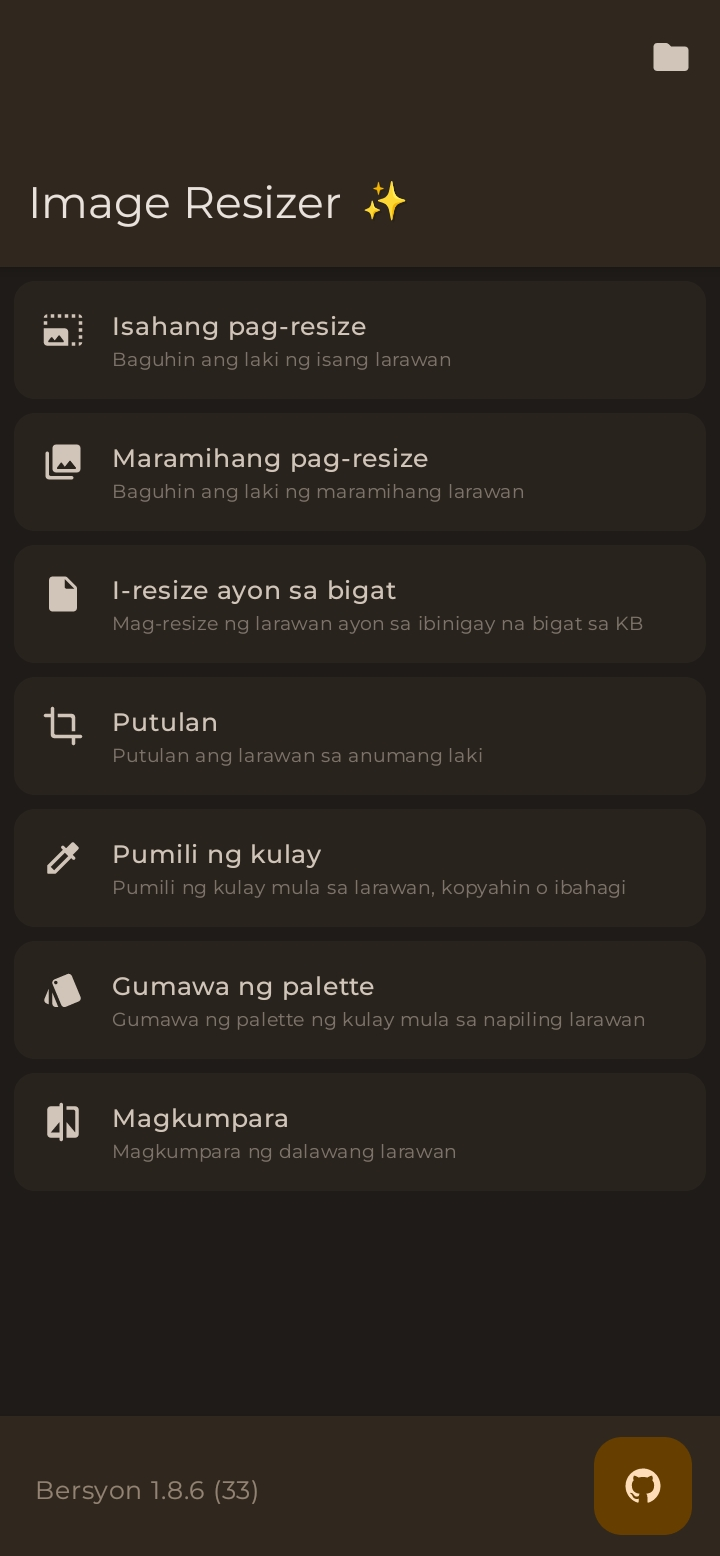 Image Resizer ✨
Isahang pag-resize
Baguhin ang laki ng isang larawan
Maramihang pag-resize
Baguhin ang laki ng maramihang larawan
I-resize ayon sa bigat
Mag-resize ng larawan ayon sa ibinigay na bigat sa KB
Putulan
Putulan ang larawan sa anumang laki
Pumili ng kulay
Pumili ng kulay mula sa larawan, kopyahin o ibahagi
Gumawa ng palette
Gumawa ng palette ng kulay mula sa napiling larawan
Magkumpara
Magkumpara ng dalawang larawan
Bersyon 1.8.6 (33)